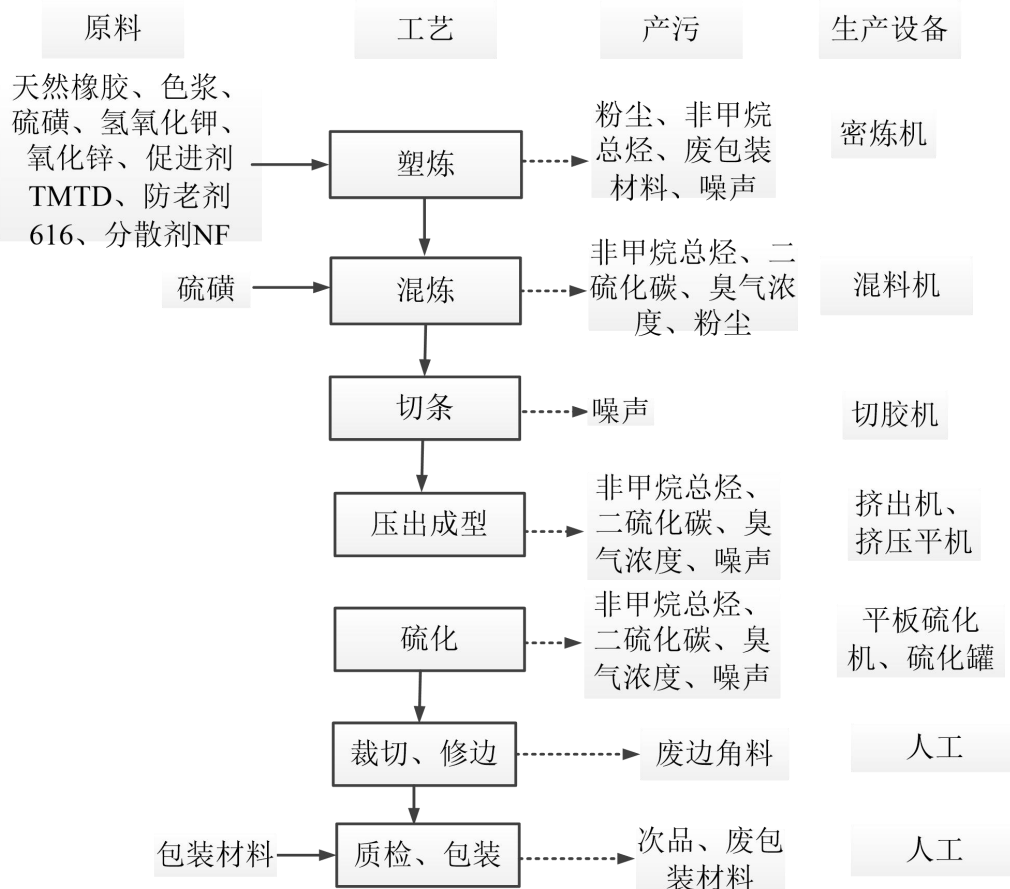 原料
工艺
产污
生产设备
天然橡胶、色浆、
硫磺、氢氧化钾、
氧化锌、促进剂
TMTD、防老剂
616、分散剂NF
塑炼
粉尘、非甲烷
总烃、废包装
材料、噪声
密炼机
硫磺
混炼
非甲烷总烃、二
硫化碳、臭气浓
度、粉尘
混料机
切条
噪声
切胶机
压出成型
非甲烷总烃、
二硫化碳、臭
气浓度、噪声
挤出机、
挤压平机
硫化
非甲烷总烃、
二硫化碳、臭
气浓度、噪声
平板硫化
机、硫化罐
裁切、修边
废边角料
人工
包装材料
质检、包装
次品、废包
装材料
人工